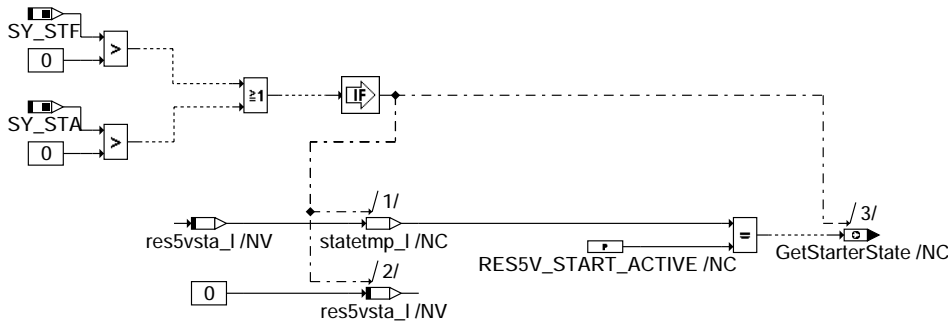 SY_STF
0
>
SY_STA
0
>
≥1
IF
/1/
res5vsta_l /NV
statetmp_l /NC
=
/3/
P
RES5V_START_ACTIVE /NC
GetStarterState /NC
/2/
0
res5vsta_l /NV